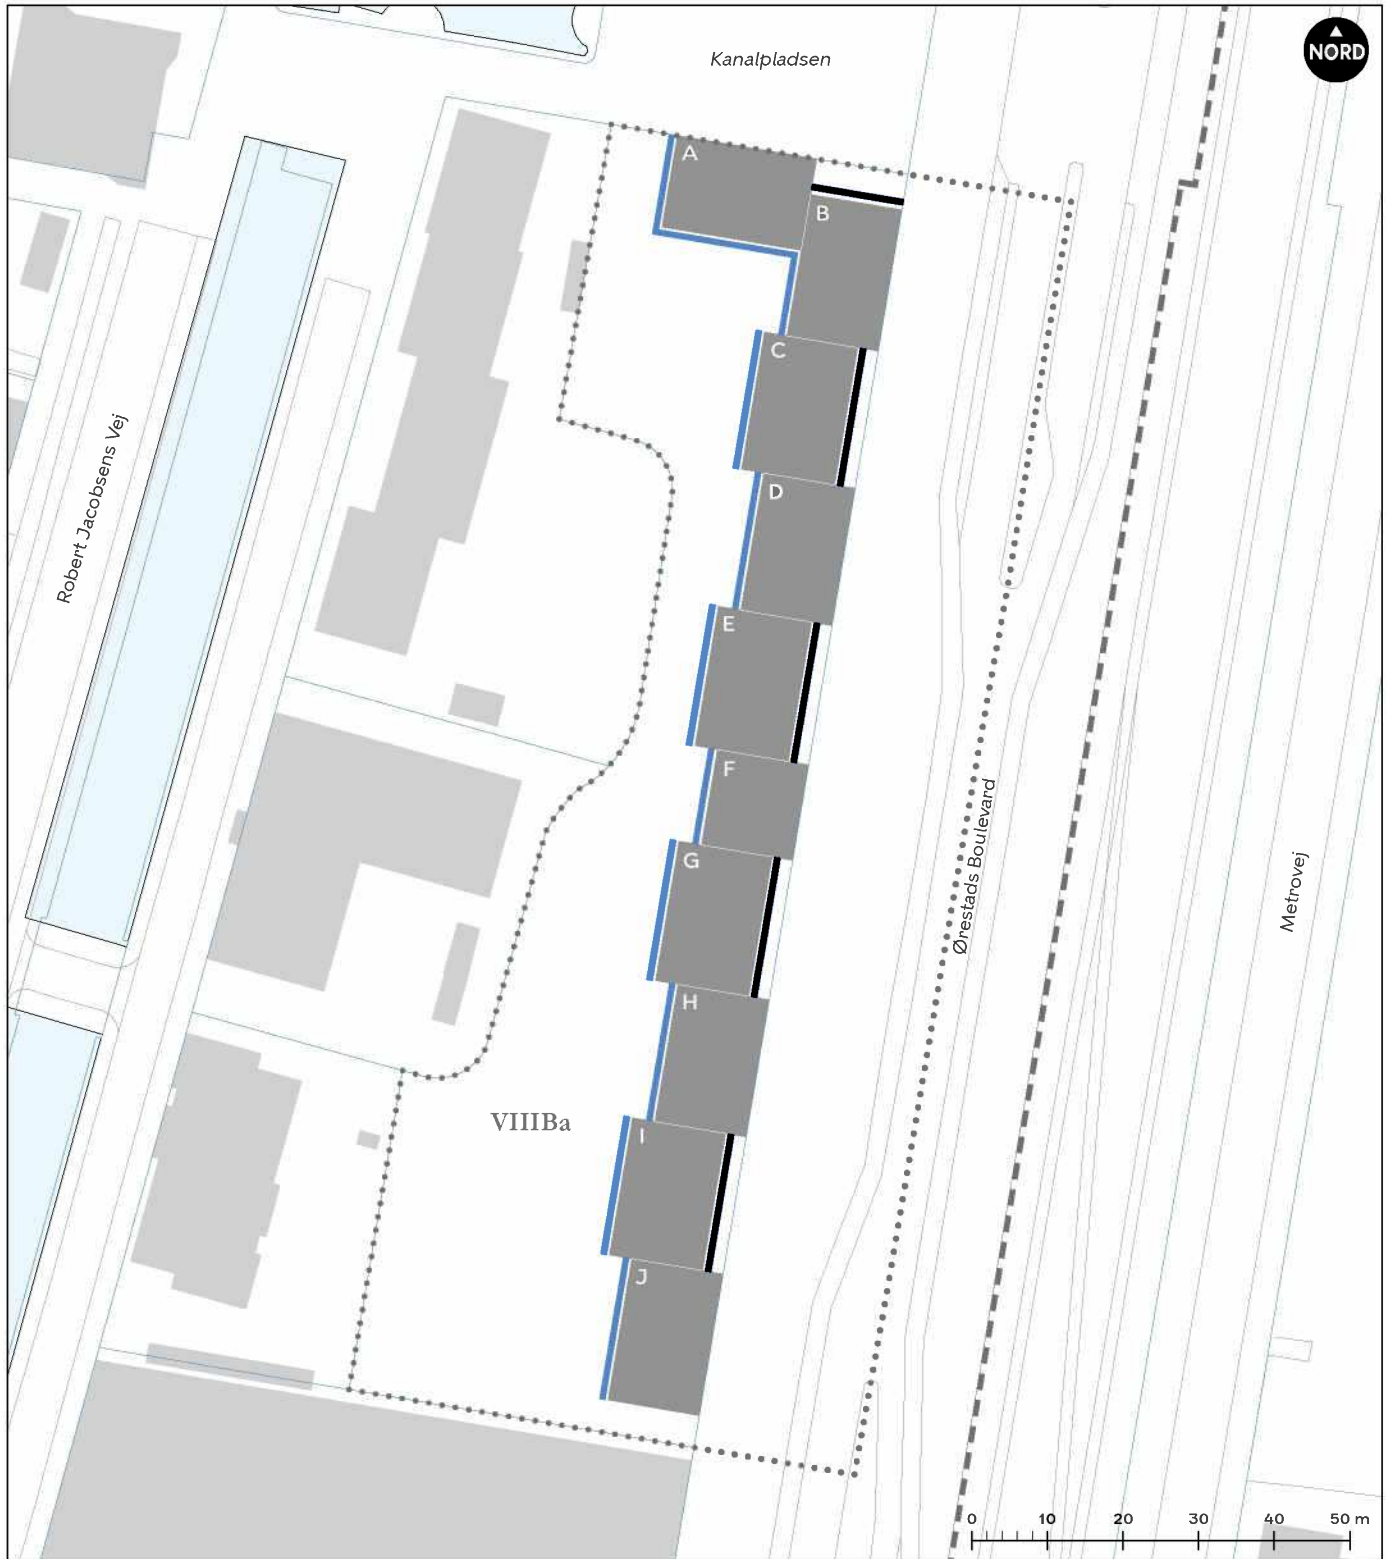 Kanalpladsen
NORD
A
B
C
D
E
F
G
H
I
J
Robert Jacobsens Vej
Ørestads Boulevard
Metrovej
VIIIBa
0 10 20 30 40 50 m